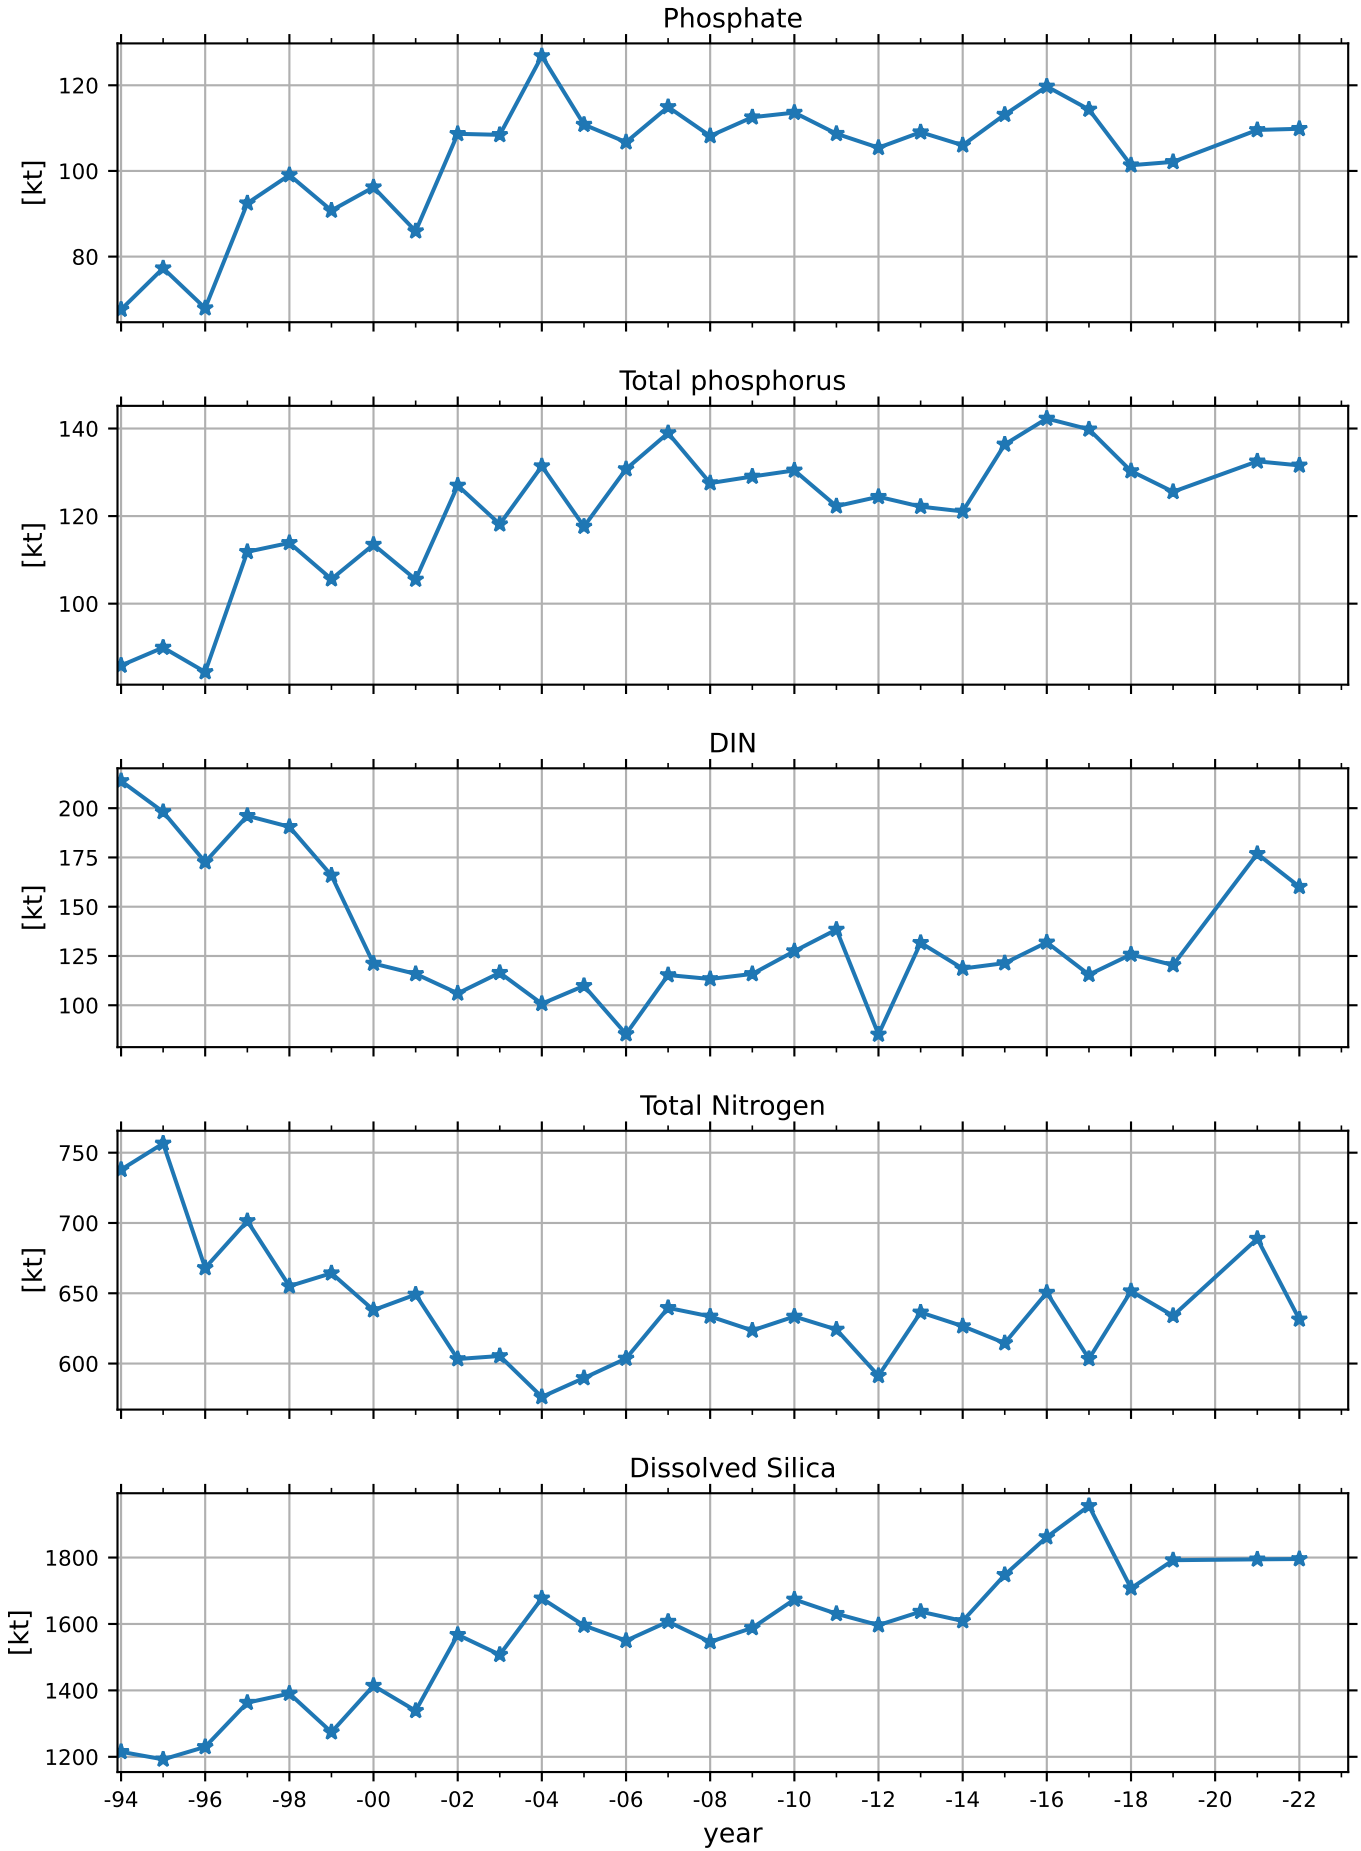 Phosphate
120
100
80
[kt]
Total phosphorus
140
120
100
[kt]
DIN
200
175
150
125
100
[kt]
Total Nitrogen
750
700
650
600
[kt]
Dissolved Silica
1800
1600
1400
1200
[kt]
-94 -96 -98 -00 -02 -04 -06 -08 -10 -12 -14 -16 -18 -20 -22
year